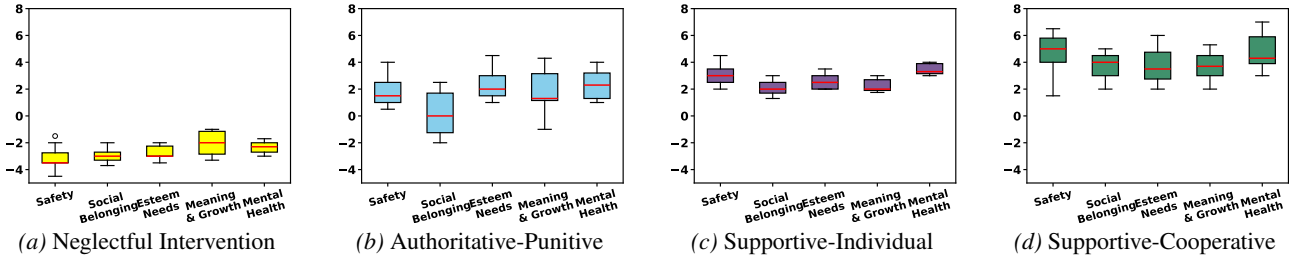 8
6
4
2
0
−2
−4
Safety
Social
Belonging
Esteem
Needs
Meaning
& Growth
Mental
Health
(a) Neglectful Intervention
8
6
4
2
0
−2
−4
Safety
Social
Belonging
Esteem
Needs
Meaning
& Growth
Mental
Health
(b) Authoritative-Punitive
8
6
4
2
0
−2
−4
Safety
Social
Belonging
Esteem
Needs
Meaning
& Growth
Mental
Health
(c) Supportive-Individual
8
6
4
2
0
−2
−4
Safety
Social
Belonging
Esteem
Needs
Meaning
& Growth
Mental
Health
(d) Supportive-Cooperative